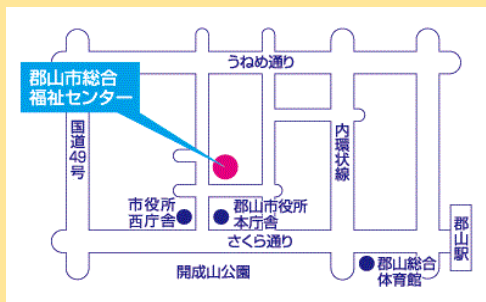 うねめ通り
郡山市総合
福祉センター
国道49号
内環状線
市役所
西庁舎
郡山市役所
本庁舎
さくら通り
郡山駅
開成山公園
郡山総合
体育館